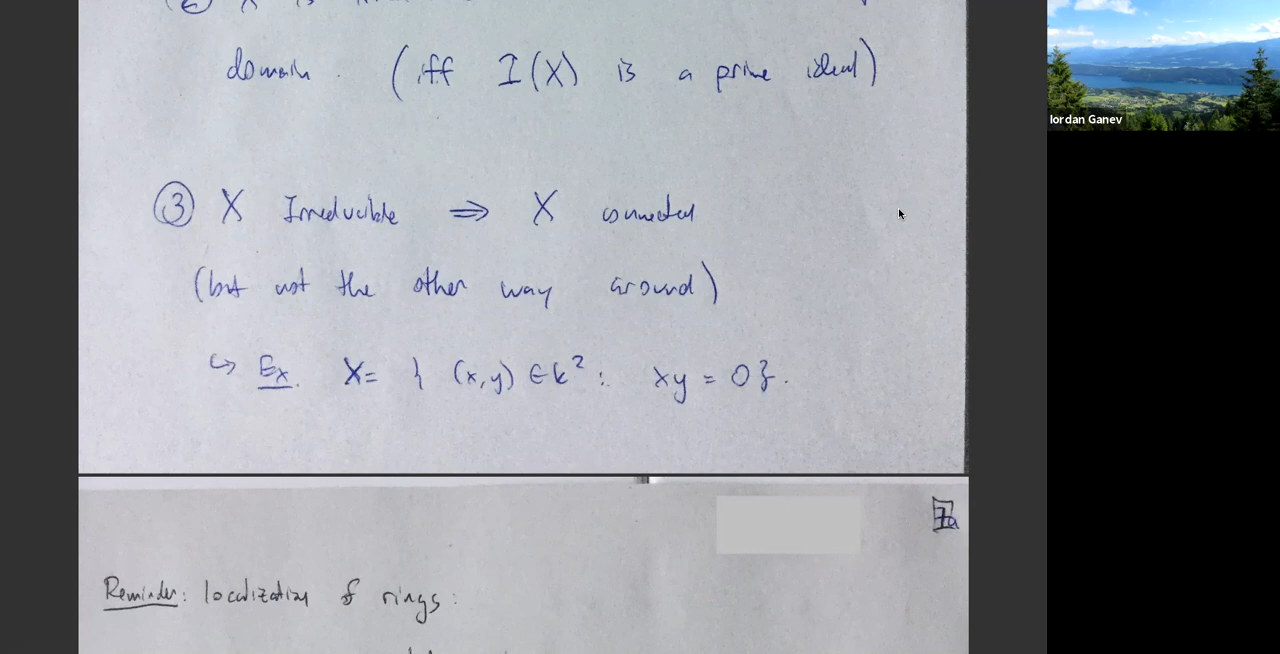 domain. (iff I(X) is a prime ideal)
③ X Irreducible ⇒ X connected
(but not the other way around)
↪ Ex. X = { (x,y) ∈ k²: xy = 0}.
7a
Reminder: localization of rings:
Iordan Ganev